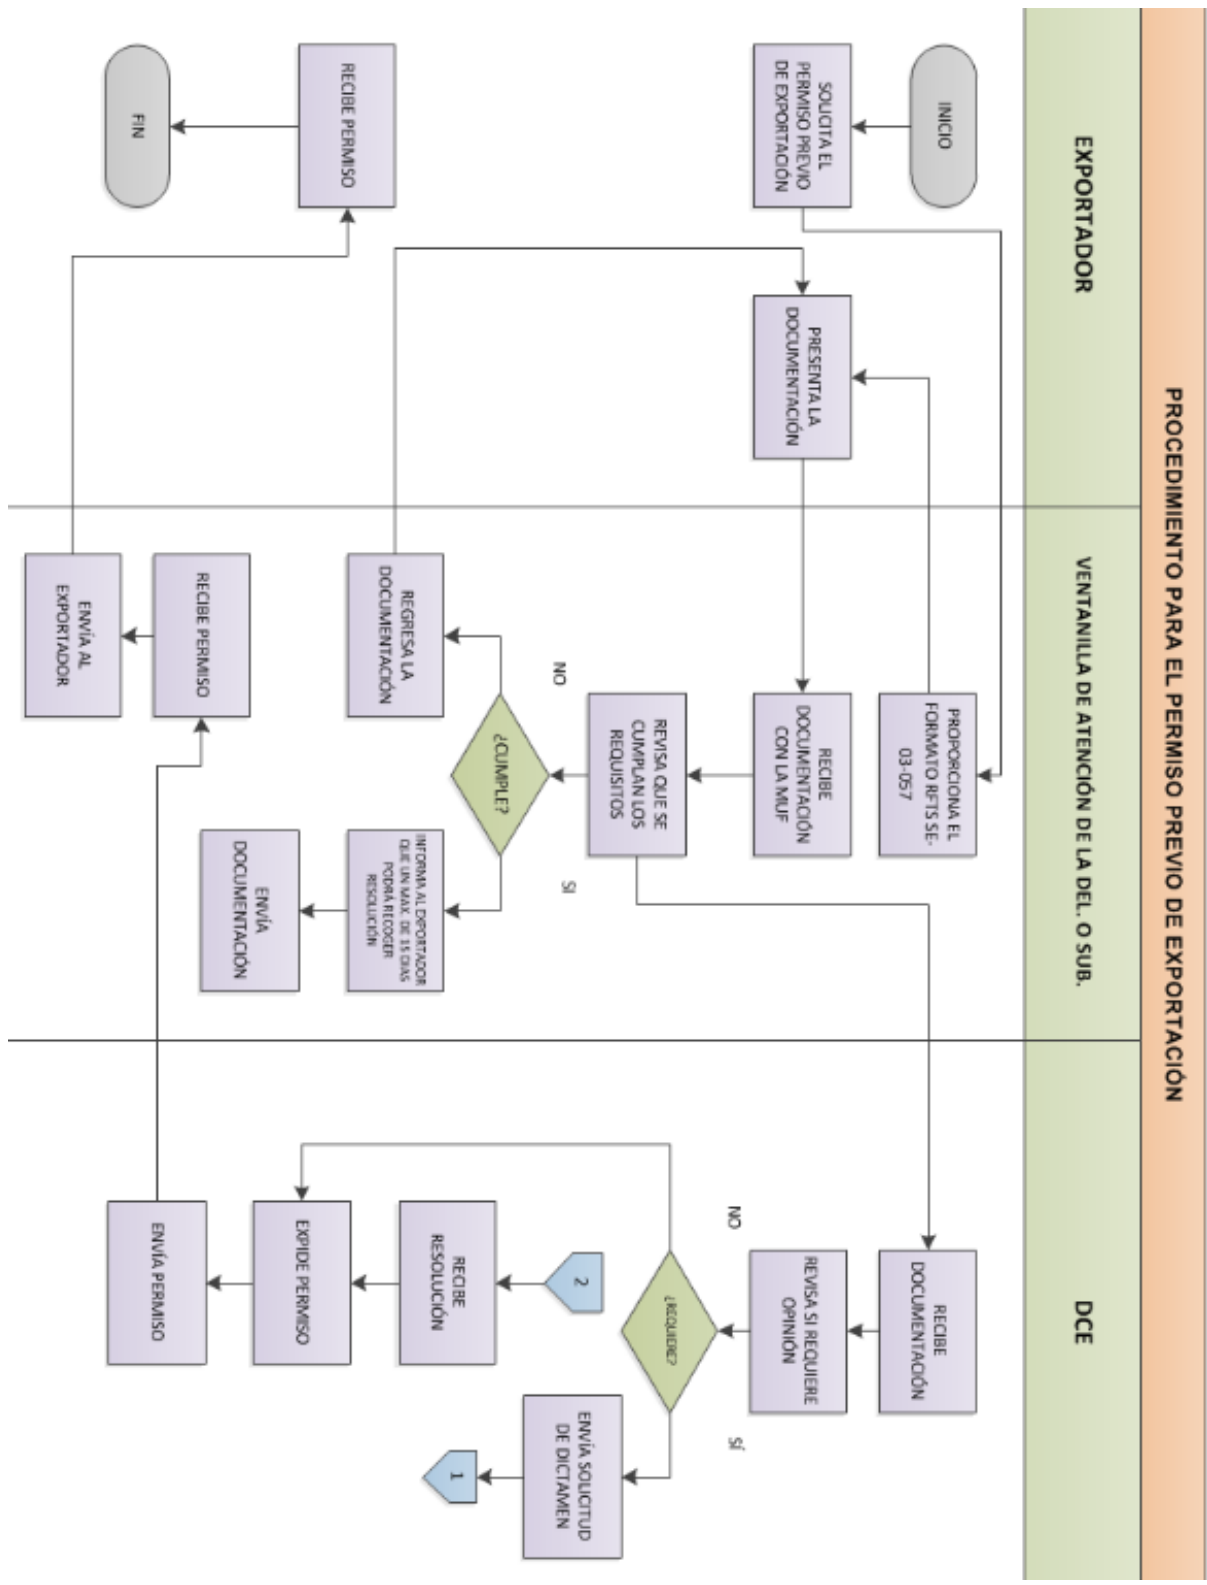 PROCEDIMIENTO PARA EL PERMISO PREVIO DE EXPORTACIÓN
EXPORTADOR
VENTANILLA DE ATENCIÓN DE LA DEL. O SUB.
DCE
INICIO
SOLICITA EL
PERMISO PREVIO
DE EXPORTACIÓN
PROPORCIONA EL
FORMATO RFTS SE-
03-057
PRESENTA LA
DOCUMENTACIÓN
RECIBE
DOCUMENTACIÓN
CON LA MUF
REVISA QUE SE
CUMPLAN LOS
REQUISITOS
¿CUMPLE?
NO
SI
REGRESA LA
DOCUMENTACIÓN
INFORMA AL EXPORTADOR
QUE UN MAX. DE 15 DIAS
PODRÁ RECOGER
RESOLUCIÓN
ENVÍA
DOCUMENTACIÓN
RECIBE
DOCUMENTACIÓN
REVISA SI REQUIERE
OPINIÓN
¿REQUIERE?
NO
SÍ
ENVÍA SOLICITUD
DE DICTAMEN
1
2
RECIBE
RESOLUCIÓN
EXPIDE PERMISO
ENVÍA PERMISO
RECIBE PERMISO
ENVÍA AL
EXPORTADOR
RECIBE PERMISO
FIN